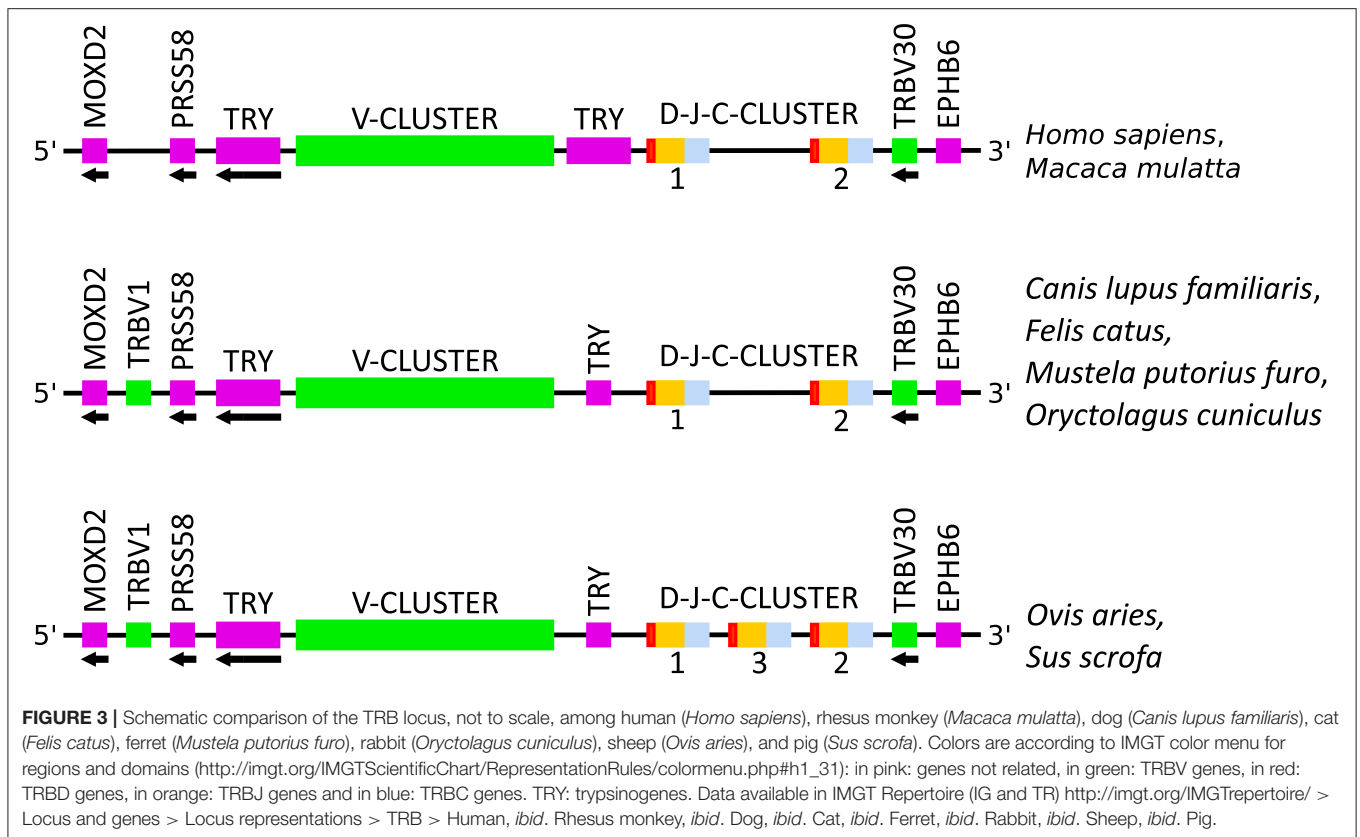 MOXD2
PRSS58
TRY
V-CLUSTER
TRY
D-J-C-CLUSTER
TRBV30
EPHB6
5'
3'
1
2
Homo sapiens,
Macaca mulatta
MOXD2
TRBV1
PRSS58
TRY
V-CLUSTER
TRY
D-J-C-CLUSTER
TRBV30
EPHB6
5'
3'
1
2
Canis lupus familiaris,
Felis catus,
Mustela putorius furo,
Oryctolagus cuniculus
MOXD2
TRBV1
PRSS58
TRY
V-CLUSTER
TRY
D-J-C-CLUSTER
TRBV30
EPHB6
5'
3'
1
3
2
Ovis aries,
Sus scrofa
FIGURE 3 | Schematic comparison of the TRB locus, not to scale, among human (Homo sapiens), rhesus monkey (Macaca mulatta), dog (Canis lupus familiaris), cat
(Felis catus), ferret (Mustela putorius furo), rabbit (Oryctolagus cuniculus), sheep (Ovis aries), and pig (Sus scrofa). Colors are according to IMGT color menu for
regions and domains (http://imgt.org/IMGTScientificChart/RepresentationRules/colormenu.php#h1_31): in pink: genes not related, in green: TRBV genes, in red:
TRBD genes, in orange: TRBJ genes and in blue: TRBC genes. TRY: trypsinogenes. Data available in IMGT Repertoire (IG and TR) http://imgt.org/IMGTrepertoire/ >
Locus and genes > Locus representations > TRB > Human, ibid. Rhesus monkey, ibid. Dog, ibid. Cat, ibid. Ferret, ibid. Rabbit, ibid. Sheep, ibid. Pig.